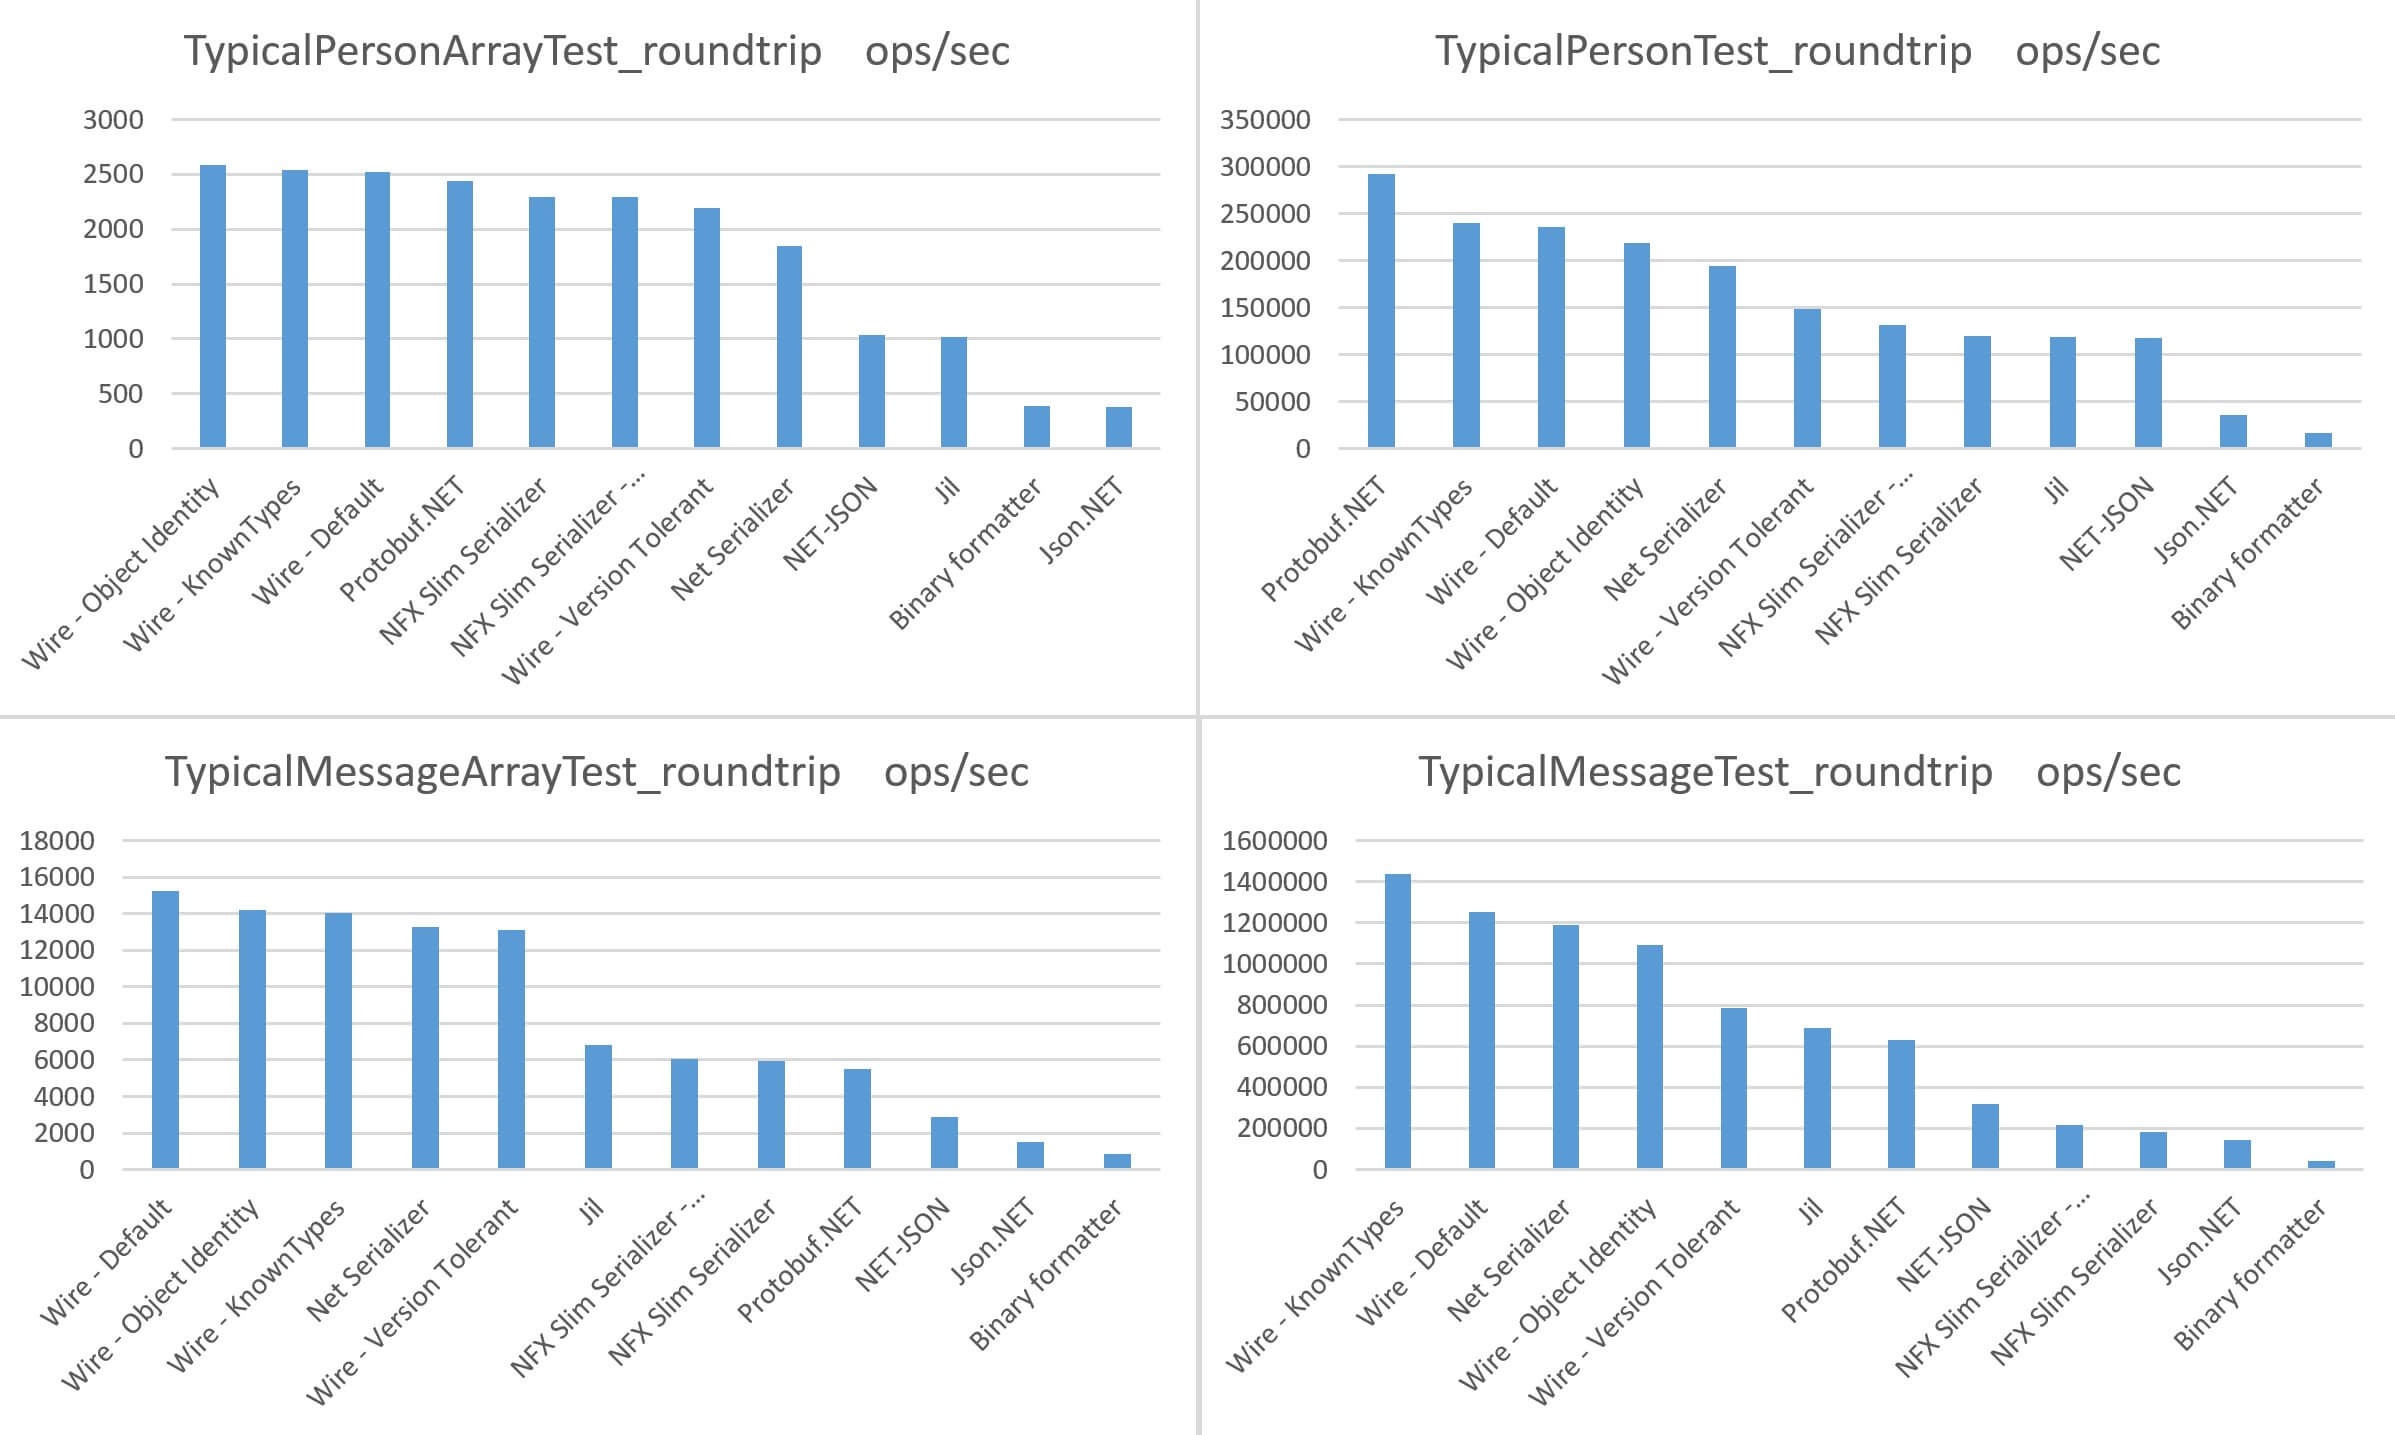 TypicalPersonArrayTest_roundtrip ops/sec
3000
2500
2000
1500
1000
500
0
Wire - Object Identity
Wire - KnownTypes
Wire - Default
Protobuf.NET
NFX Slim Serializer
NFX Slim Serializer -...
Wire - Version Tolerant
Net Serializer
NET-JSON
Jil
Binary formatter
Json.NET
TypicalPersonTest_roundtrip ops/sec
350000
300000
250000
200000
150000
100000
50000
0
Protobuf.NET
Wire - KnownTypes
Wire - Default
Wire - Object Identity
Net Serializer
Wire - Version Tolerant
NFX Slim Serializer -...
NFX Slim Serializer
Jil
NET-JSON
Json.NET
Binary formatter
TypicalMessageArrayTest_roundtrip ops/sec
18000
16000
14000
12000
10000
8000
6000
4000
2000
0
Wire - Default
Wire - Object Identity
Wire - KnownTypes
Net Serializer
Wire - Version Tolerant
Jil
NFX Slim Serializer -...
NFX Slim Serializer
Protobuf.NET
NET-JSON
Json.NET
Binary formatter
TypicalMessageTest_roundtrip ops/sec
1600000
1400000
1200000
1000000
800000
600000
400000
200000
0
Wire - KnownTypes
Wire - Default
Net Serializer
Wire - Object Identity
Wire - Version Tolerant
Jil
Protobuf.NET
NET-JSON
NFX Slim Serializer -...
NFX Slim Serializer
Json.NET
Binary formatter